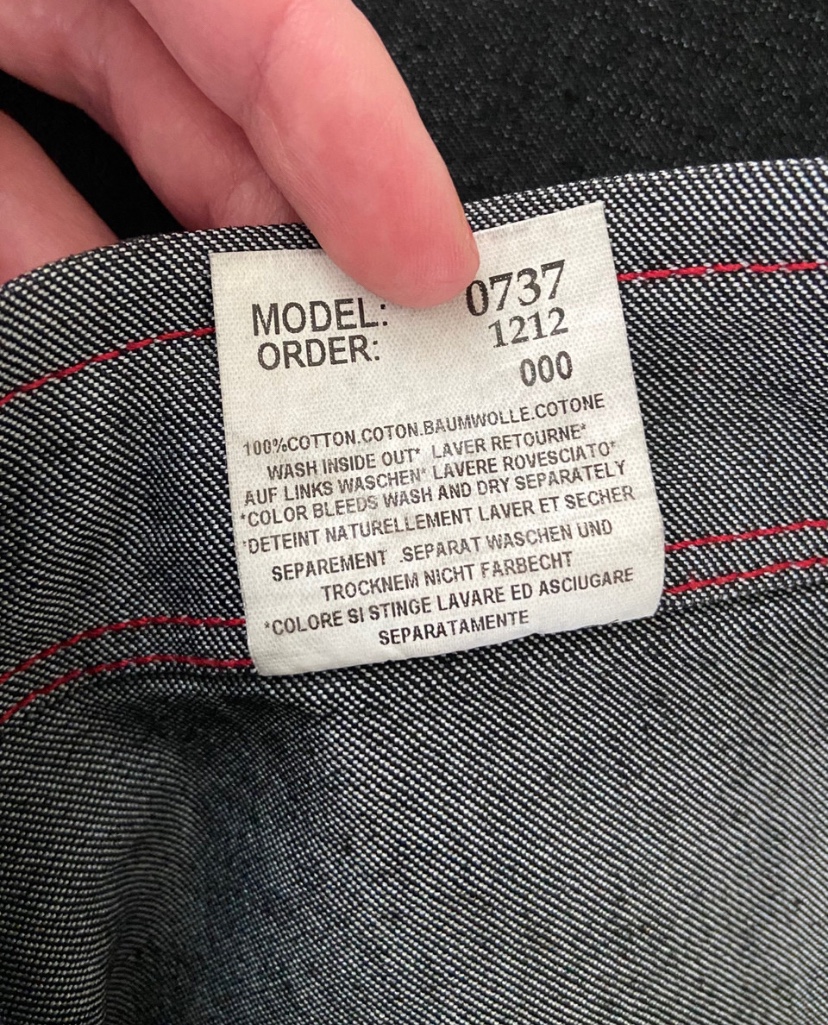 MODEL: 0737
ORDER: 1212
000
100%COTTON.COTON.BAUMWOLLE.COTONE
WASH INSIDE OUT* LAVER RETOURNE*
AUF LINKS WASCHEN* LAVERE ROVESCIATO*
*COLOR BLEEDS WASH AND DRY SEPARATELY
*DETEINT NATURELLEMENT LAVER ET SECHER
SEPAREMENT .SEPARAT WASCHEN UND
TROCKNEM NICHT FARBECHT
*COLORE SI STINGE LAVARE ED ASCIUGARE
SEPARATAMENTE